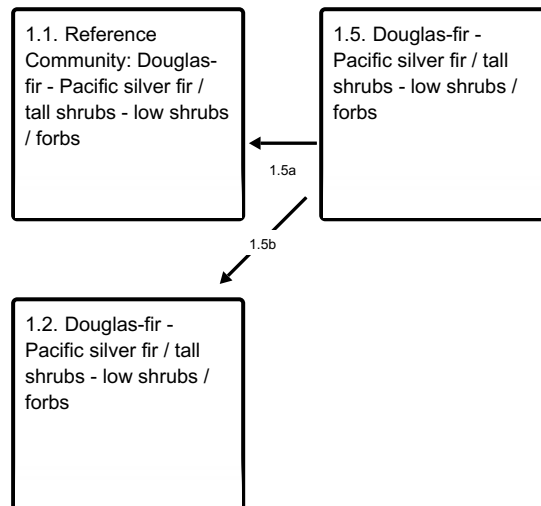 1.1. Reference
Community: Douglas-
fir - Pacific silver fir /
tall shrubs - low shrubs
/ forbs
1.5. Douglas-fir -
Pacific silver fir / tall
shrubs - low shrubs /
forbs
1.5a
1.5b
1.2. Douglas-fir -
Pacific silver fir / tall
shrubs - low shrubs /
forbs